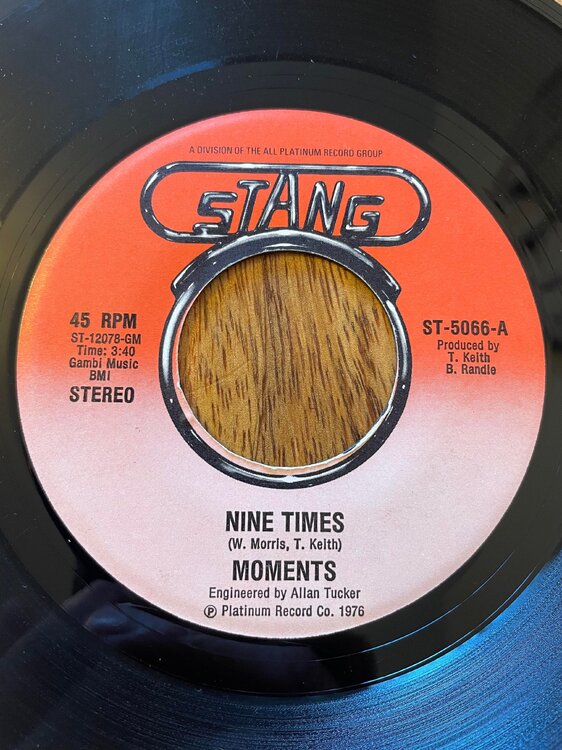 A DIVISION OF THE ALL PLATINUM RECORD GROUP
STANG
45 RPM
ST-12078-GM
Time: 3:40
Gambi Music
BMI
STEREO
ST-5066-A
Produced by
T. Keith
B. Randle
NINE TIMES
(W. Morris, T. Keith)
MOMENTS
Engineered by Allan Tucker
Ⓟ Platinum Record Co. 1976